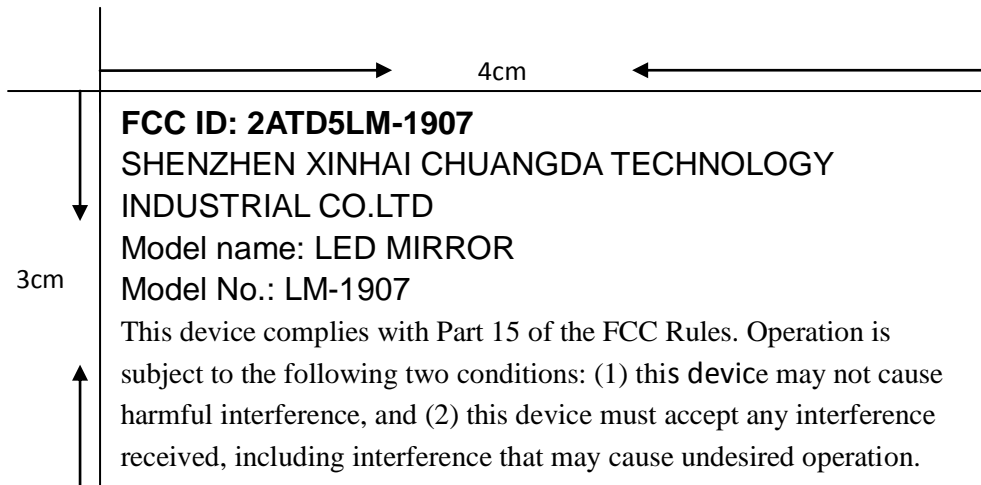 4cm
FCC ID: 2ATD5LM-1907
SHENZHEN XINHAI CHUANGDA TECHNOLOGY
INDUSTRIAL CO.LTD
Model name: LED MIRROR
3cm
Model No.: LM-1907
This device complies with Part 15 of the FCC Rules. Operation is
subject to the following two conditions: (1) this device may not cause
harmful interference, and (2) this device must accept any interference
received, including interference that may cause undesired operation.